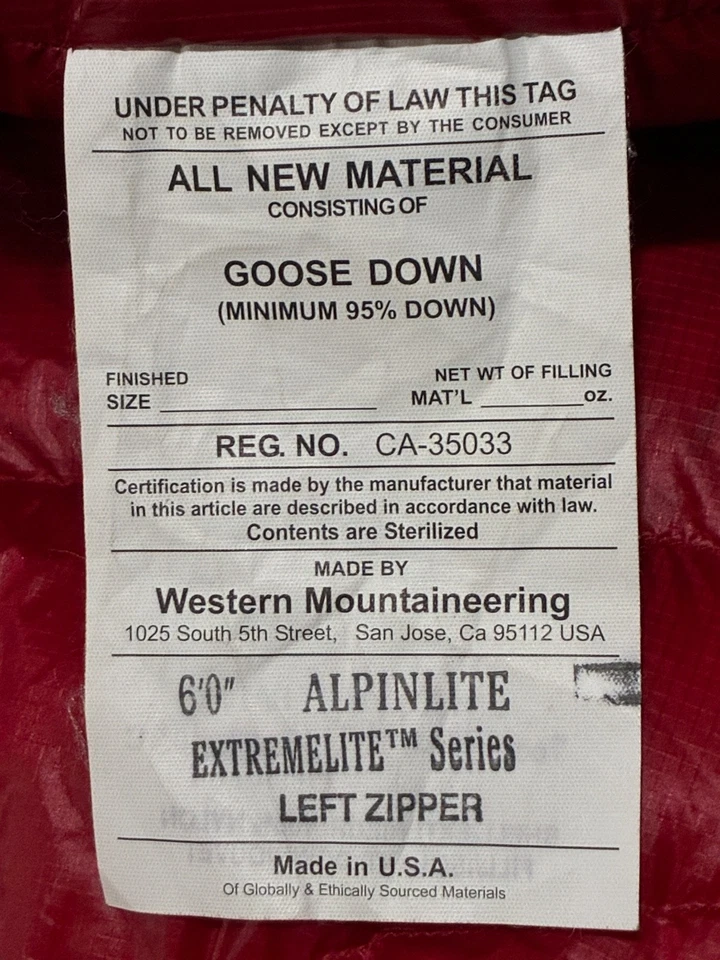 UNDER PENALTY OF LAW THIS TAG
NOT TO BE REMOVED EXCEPT BY THE CONSUMER
ALL NEW MATERIAL
CONSISTING OF
GOOSE DOWN
(MINIMUM 95% DOWN)
FINISHED NET WT OF FILLING
SIZE ____________________ MAT'L __________oz.
REG. NO. CA-35033
Certification is made by the manufacturer that material
in this article are described in accordance with law.
Contents are Sterilized
MADE BY
Western Mountaineering
1025 South 5th Street, San Jose, Ca 95112 USA
6'0" ALPINLITE
EXTREMELITE™ Series
LEFT ZIPPER
Made in U.S.A.
Of Globally & Ethically Sourced Materials